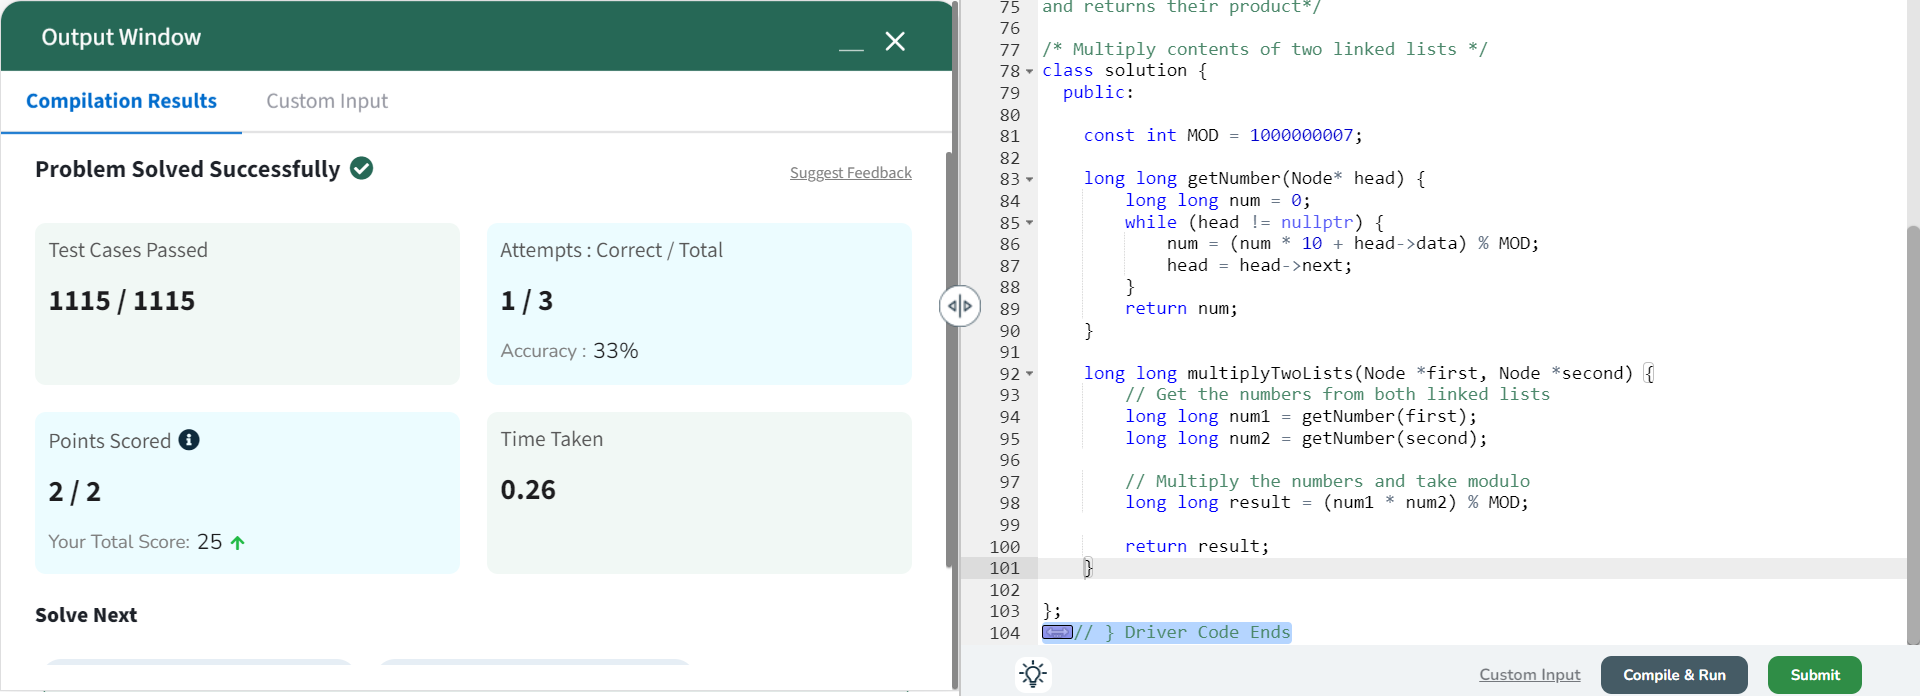 Output Window
Compilation Results
Custom Input
Problem Solved Successfully
Suggest Feedback
Test Cases Passed
1115 / 1115
Attempts : Correct / Total
1 / 3
Accuracy : 33%
Points Scored
2 / 2
Your Total Score: 25
Time Taken
0.26
Solve Next
75 and returns their product*/
76
77 /* Multiply contents of two linked lists */
78 class solution {
79   public:
80
81     const int MOD = 1000000007;
82
83     long long getNumber(Node* head) {
84         long long num = 0;
85         while (head != nullptr) {
86             num = (num * 10 + head->data) % MOD;
87             head = head->next;
88         }
89         return num;
90     }
91
92     long long multiplyTwoLists(Node *first, Node *second) {
93         // Get the numbers from both linked lists
94         long long num1 = getNumber(first);
95         long long num2 = getNumber(second);
96
97         // Multiply the numbers and take modulo
98         long long result = (num1 * num2) % MOD;
99
100         return result;
101     }
102
103 };
104 // } Driver Code Ends
Custom Input
Compile & Run
Submit